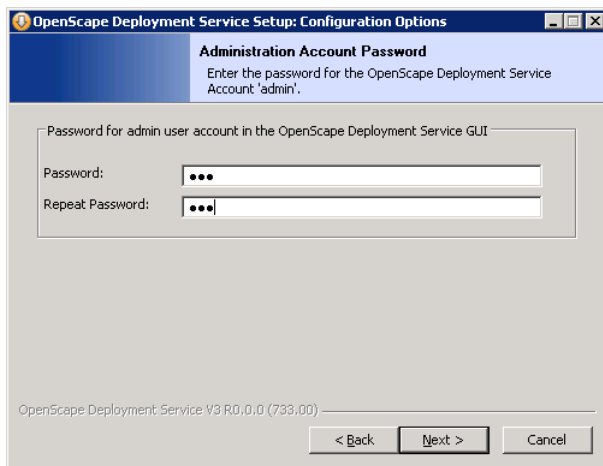 OpenScape Deployment Service Setup: Configuration Options
Administration Account Password
Enter the password for the OpenScape Deployment Service
Account 'admin'.
Password for admin user account in the OpenScape Deployment Service GUI
Password: •••
Repeat Password: •••
OpenScape Deployment Service V3 R0.0.0 (733.00)
< Back Next > Cancel